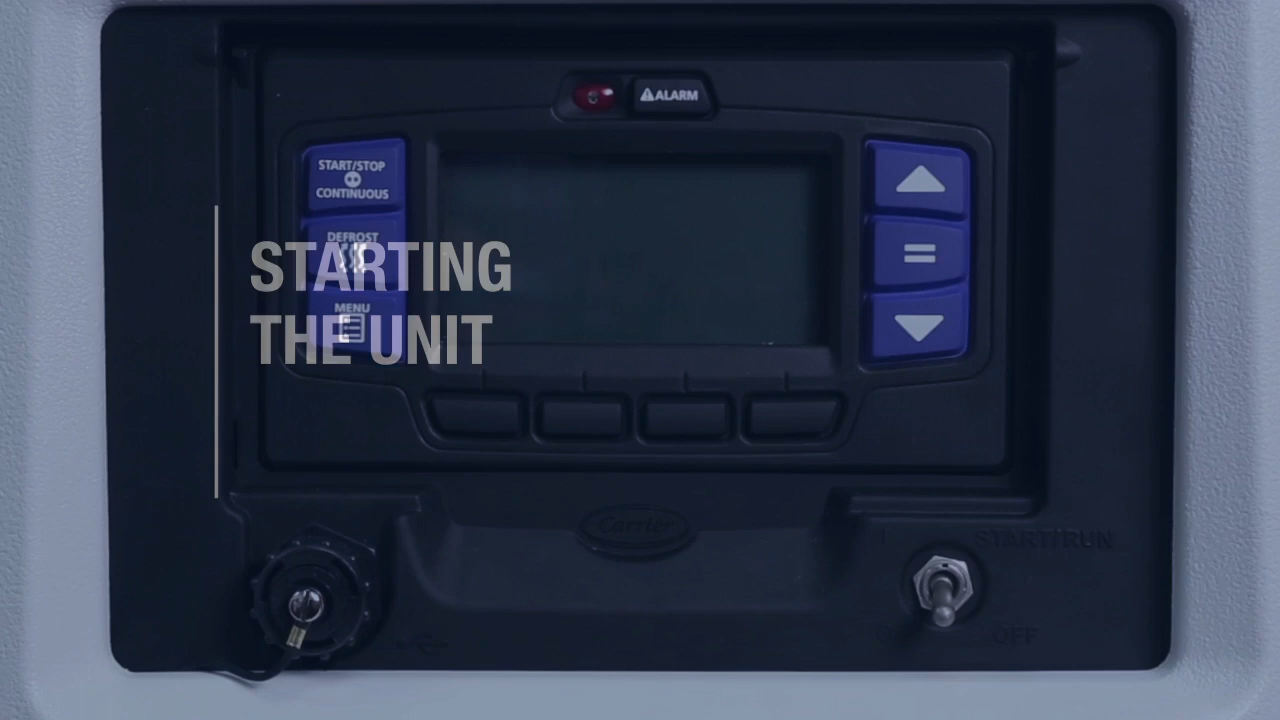 ALARM
START/STOP
CONTINUOUS
DEFROST
MENU
STARTING
THE UNIT
Carrier
START/RUN
OFF